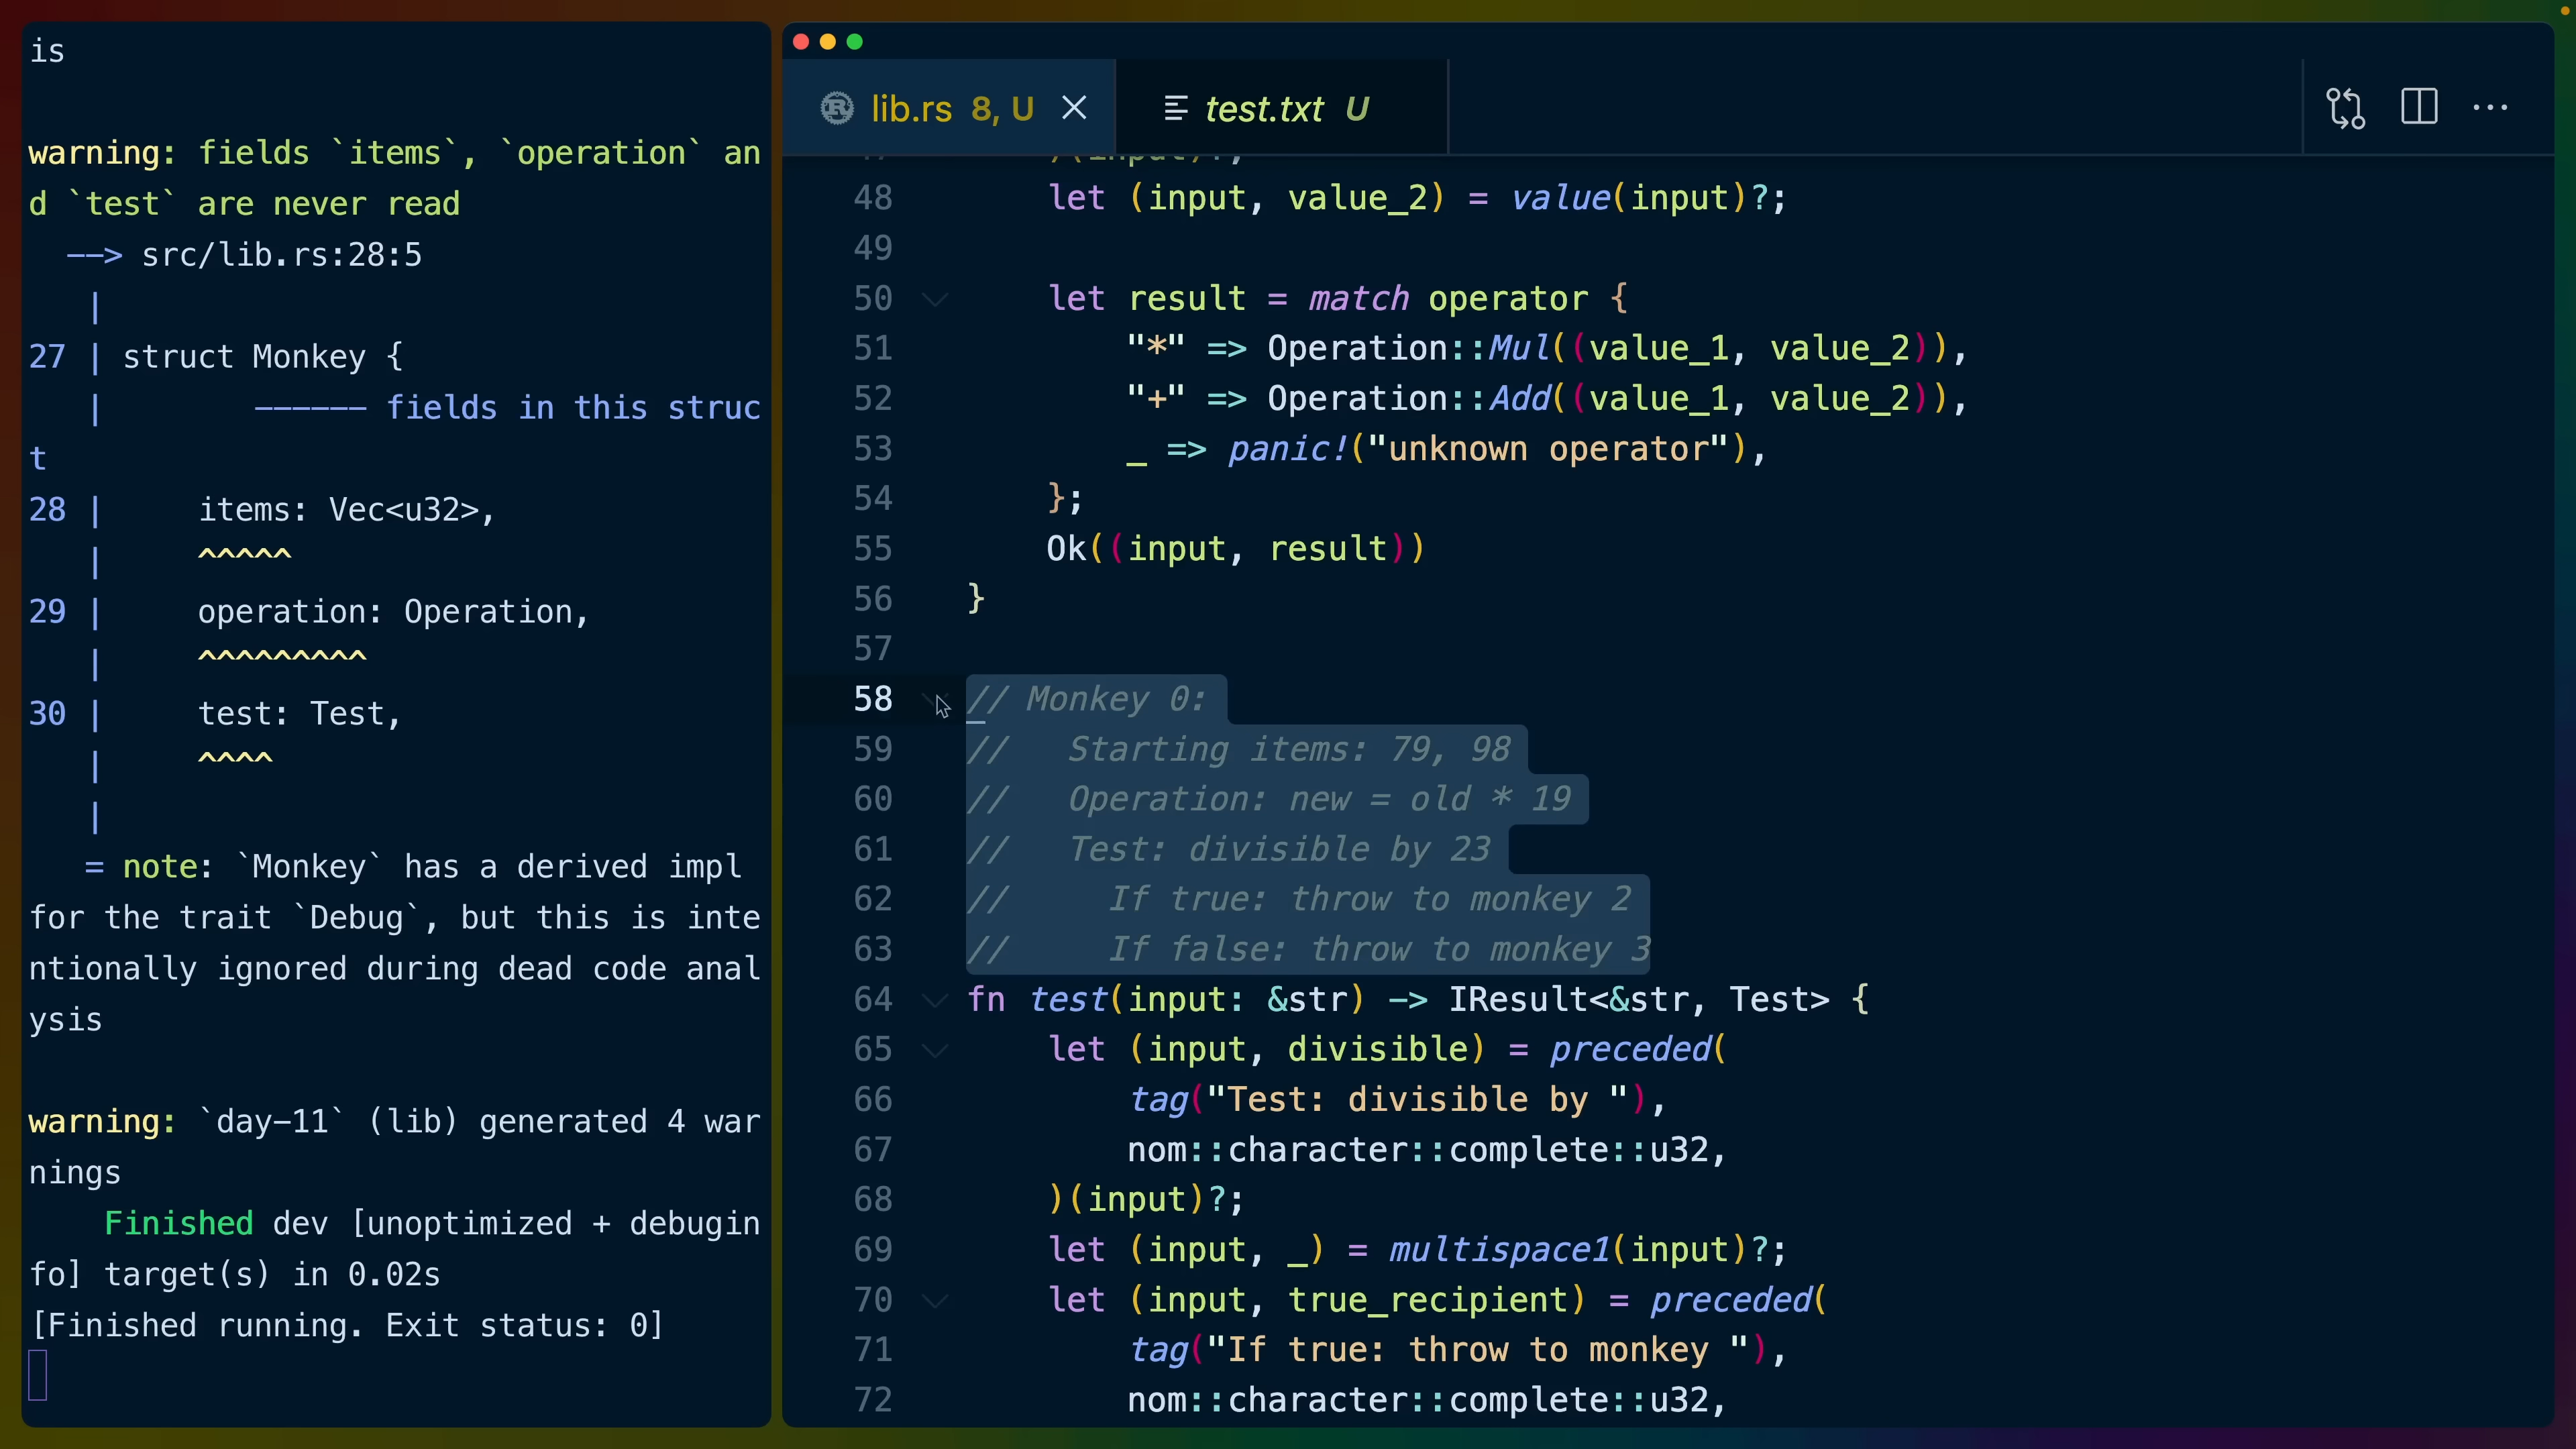 is
warning: fields `items`, `operation` an
d `test` are never read
--> src/lib.rs:28:5
|
27 | struct Monkey {
| ------ fields in this struc
t
28 | items: Vec<u32>,
| ^^^^^
29 | operation: Operation,
| ^^^^^^^^^
30 | test: Test,
| ^^^^
|
= note: `Monkey` has a derived impl
for the trait `Debug`, but this is inte
ntionally ignored during dead code anal
ysis
warning: `day-11` (lib) generated 4 war
nings
Finished dev [unoptimized + debugin
fo] target(s) in 0.02s
[Finished running. Exit status: 0]
lib.rs 8, U
test.txt U
47 )(input)?;
48 let (input, value_2) = value(input)?;
49
50 let result = match operator {
51 "*" => Operation::Mul((value_1, value_2)),
52 "+" => Operation::Add((value_1, value_2)),
53 _ => panic!("unknown operator"),
54 };
55 Ok((input, result))
56 }
57
58 // Monkey 0:
59 // Starting items: 79, 98
60 // Operation: new = old * 19
61 // Test: divisible by 23
62 // If true: throw to monkey 2
63 // If false: throw to monkey 3
64 fn test(input: &str) -> IResult<&str, Test> {
65 let (input, divisible) = preceded(
66 tag("Test: divisible by "),
67 nom::character::complete::u32,
68 )(input)?;
69 let (input, _) = multispace1(input)?;
70 let (input, true_recipient) = preceded(
71 tag("If true: throw to monkey "),
72 nom::character::complete::u32,